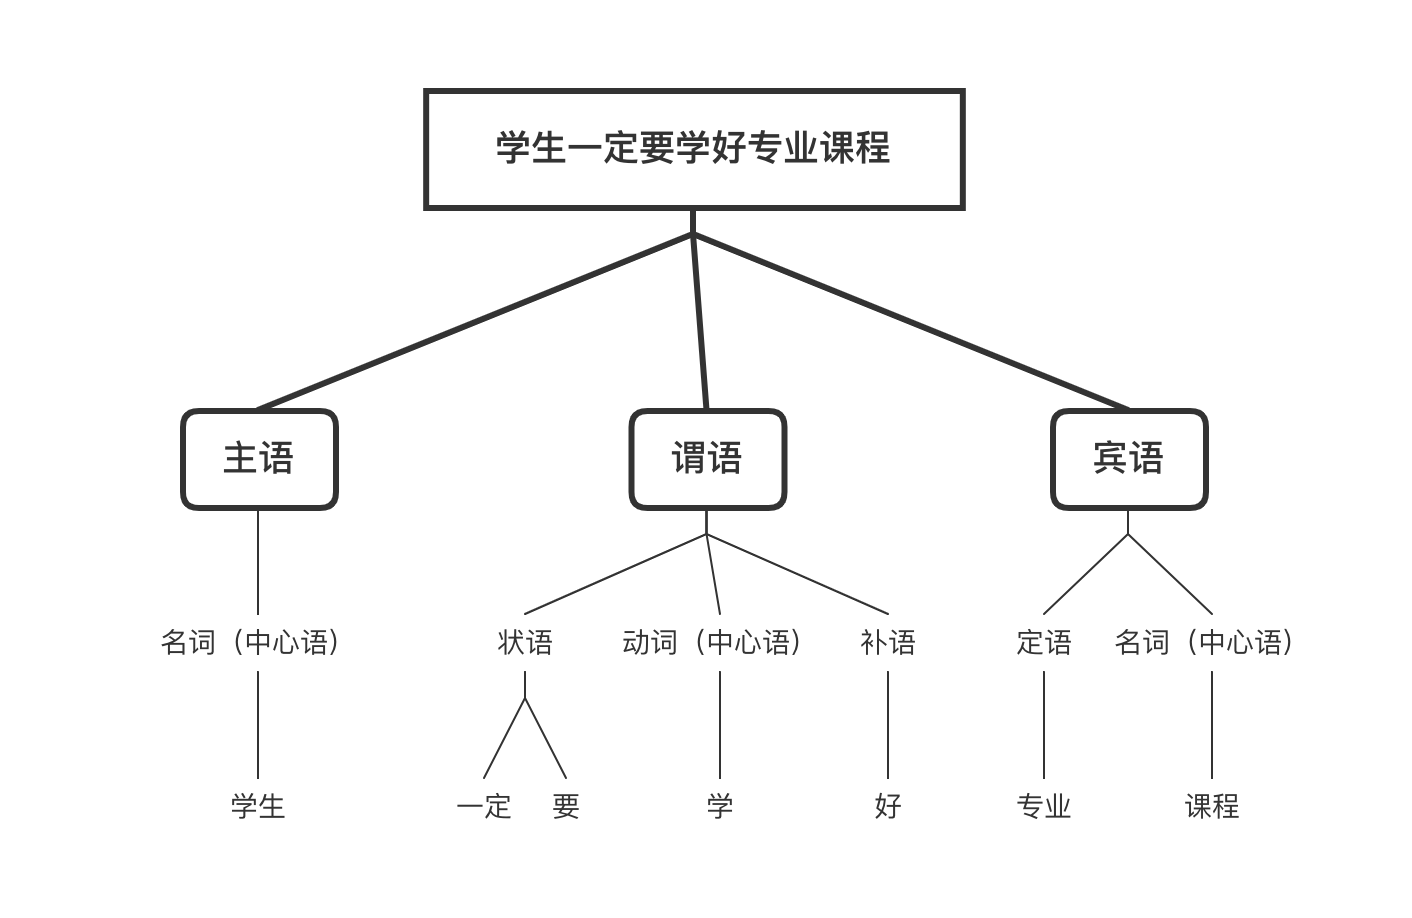 学生一定要学好专业课程
主语 谓语 宾语
名词（中心语） 状语 动词（中心语） 补语 定语 名词（中心语）
学生 一定 要 学 好 专业 课程